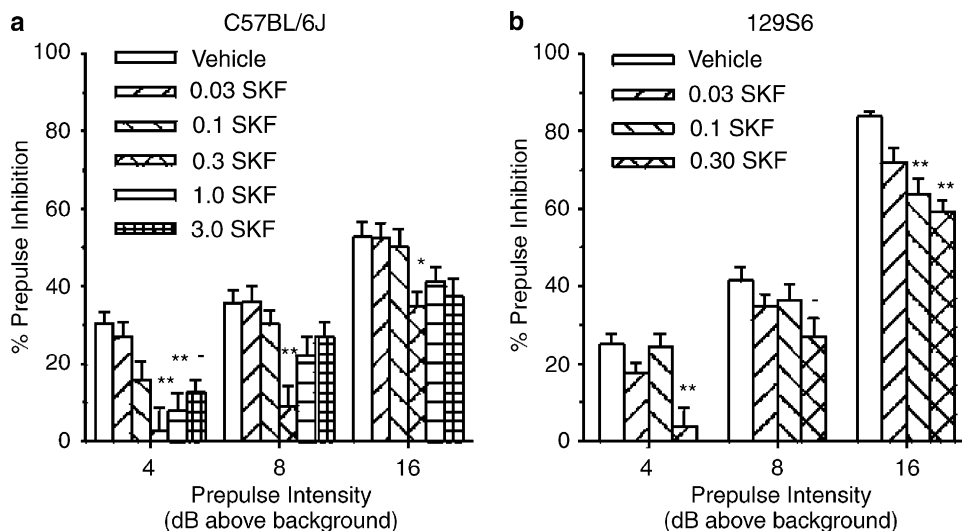 a
C57BL/6J
% Prepulse Inhibition
100
80
60
40
20
0
Vehicle
0.03 SKF
0.1 SKF
0.3 SKF
1.0 SKF
3.0 SKF
** ** -
**
*
4 8 16
Prepulse Intensity
(dB above background)
b
129S6
% Prepulse Inhibition
100
80
60
40
20
0
Vehicle
0.03 SKF
0.1 SKF
0.30 SKF
**
-
**
**
4 8 16
Prepulse Intensity
(dB above background)